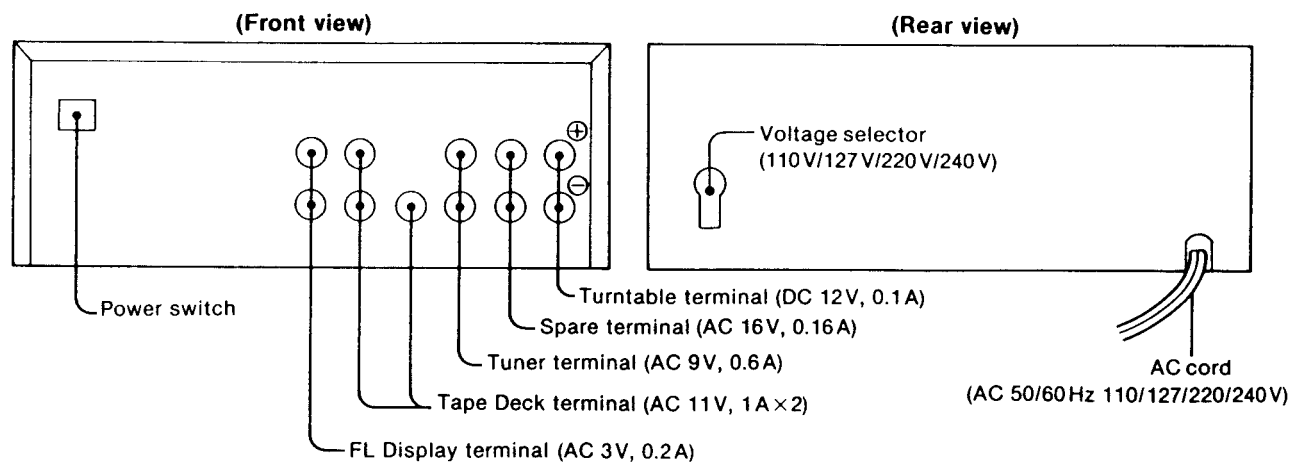 (Front view)
(Rear view)
⊕
⊖
Voltage selector
(110V/127V/220V/240V)
Power switch
Turntable terminal (DC 12V, 0.1A)
Spare terminal (AC 16V, 0.16A)
Tuner terminal (AC 9V, 0.6A)
Tape Deck terminal (AC 11V, 1A×2)
FL Display terminal (AC 3V, 0.2A)
AC cord
(AC 50/60Hz 110/127/220/240V)